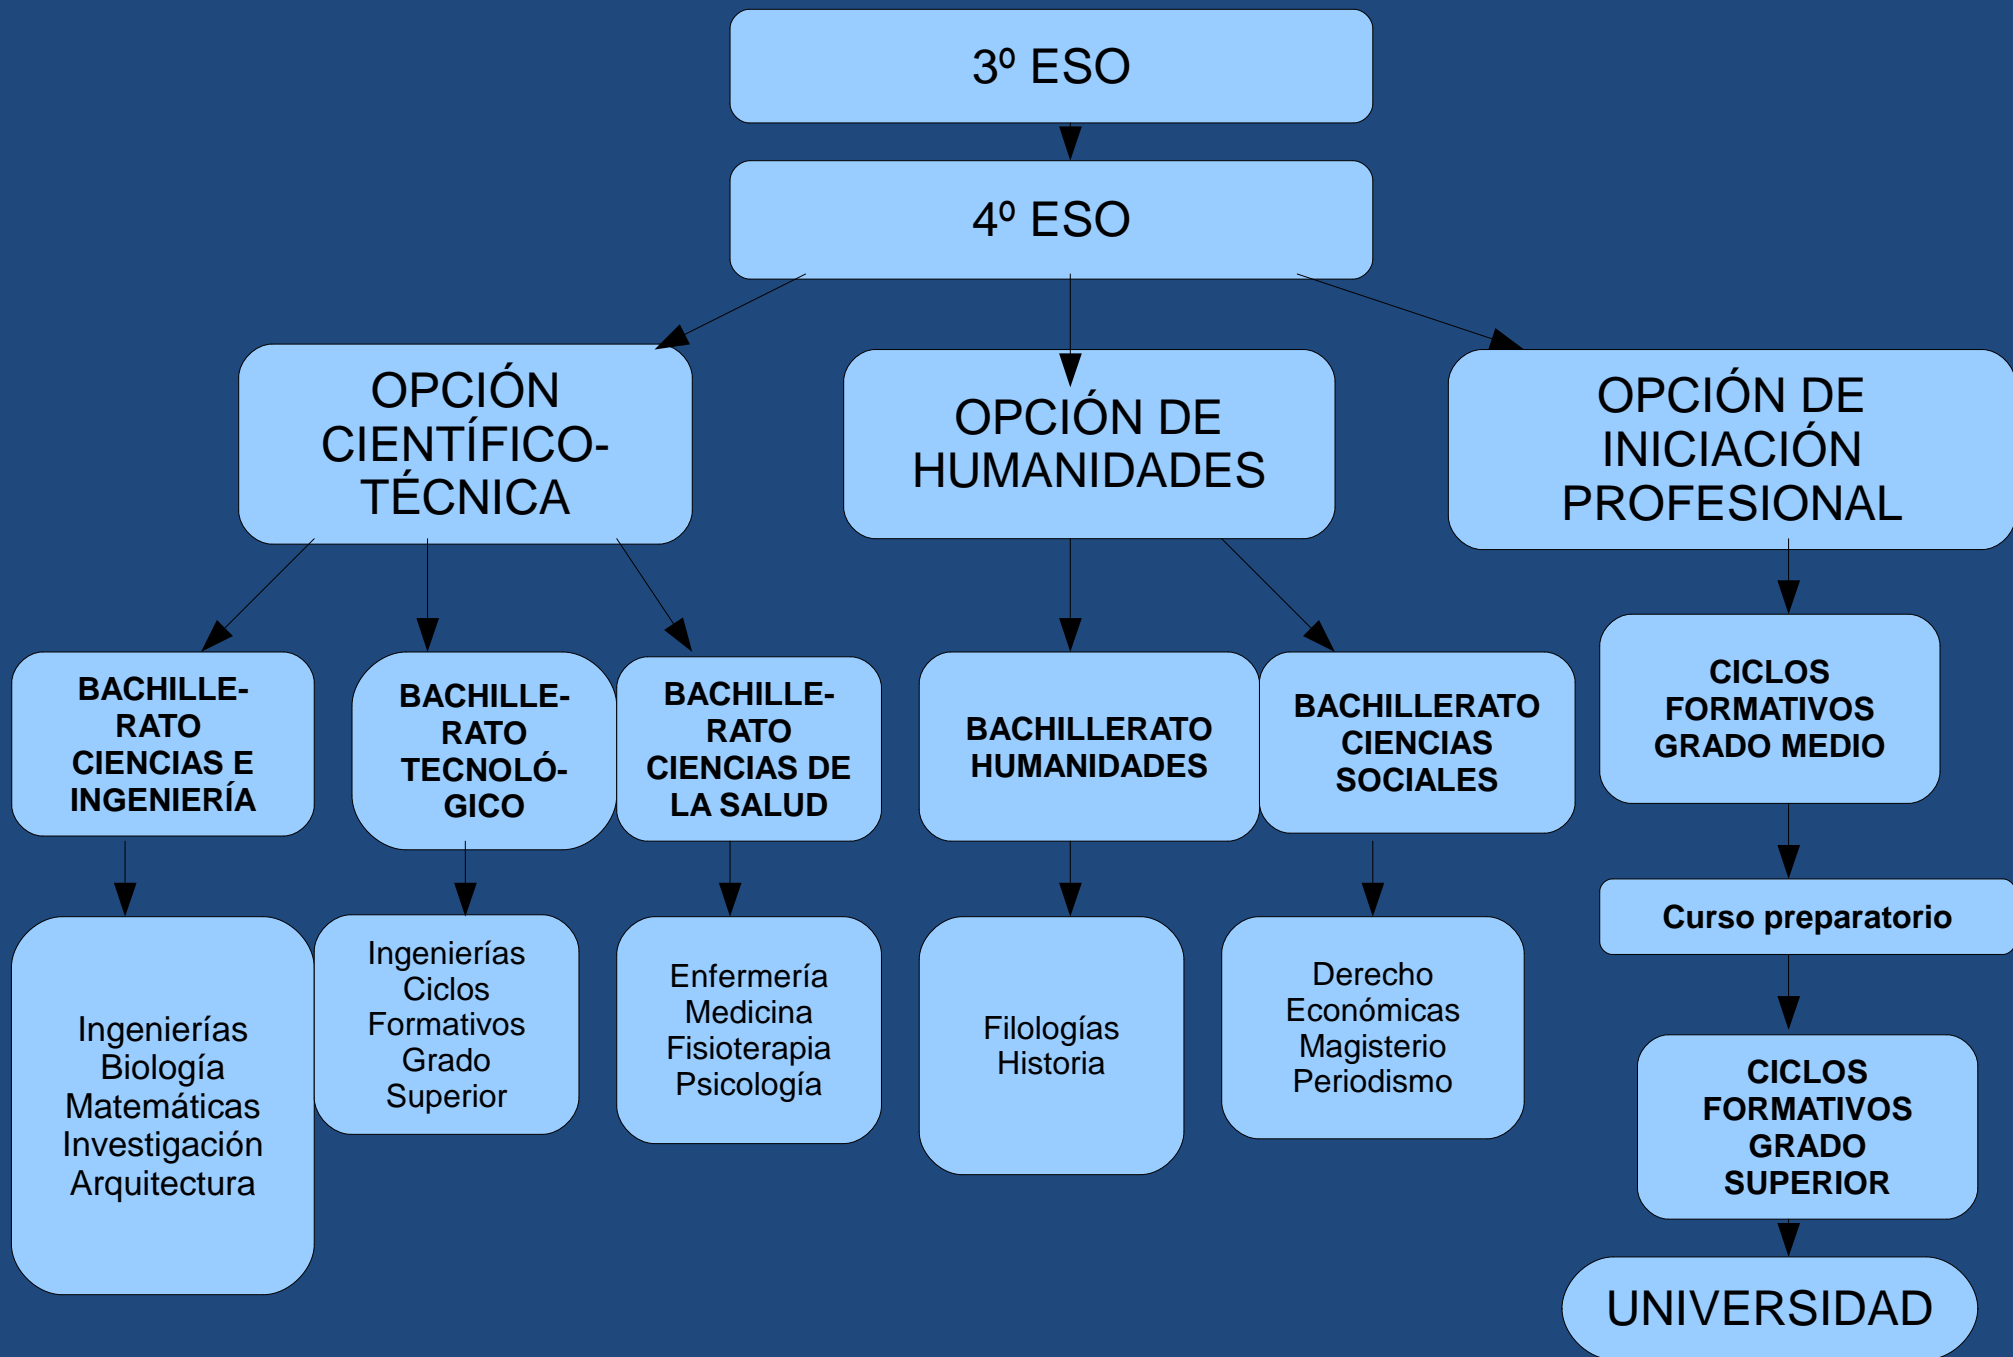 3º ESO
4º ESO
OPCIÓN
CIENTÍFICO-
TÉCNICA
OPCIÓN DE
HUMANIDADES
OPCIÓN DE
INICIACIÓN
PROFESIONAL
BACHILLE-
RATO
CIENCIAS E
INGENIERÍA
BACHILLE-
RATO
TECNOLÓ-
GICO
BACHILLE-
RATO
CIENCIAS DE
LA SALUD
BACHILLERATO
HUMANIDADES
BACHILLERATO
CIENCIAS
SOCIALES
CICLOS
FORMATIVOS
GRADO MEDIO
Curso preparatorio
Ingenierías
Biología
Matemáticas
Investigación
Arquitectura
Ingenierías
Ciclos
Formativos
Grado
Superior
Enfermería
Medicina
Fisioterapia
Psicología
Filologías
Historia
Derecho
Económicas
Magisterio
Periodismo
CICLOS
FORMATIVOS
GRADO
SUPERIOR
UNIVERSIDAD